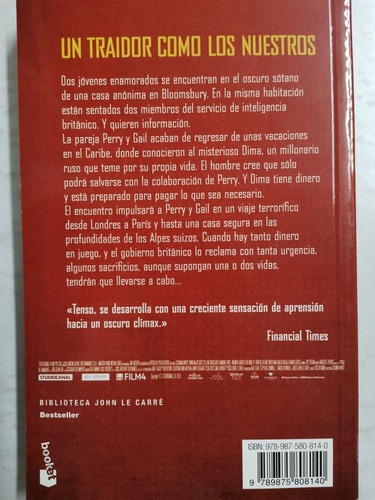 UN TRAIDOR COMO LOS NUESTROS
Dos jóvenes enamorados se encuentran en el oscuro sótano
de una casa anónima en Bloomsbury. En la misma habitación
están sentados dos miembros del servicio de inteligencia
británico. Y quieren información.
La pareja Perry y Gail acaban de regresar de unas vacaciones
en el Caribe, donde conocieron al misterioso Dima, un millonario
ruso que teme por su propia vida. El hombre cree que sólo
podrá salvarse con la colaboración de Perry. Y Dima tiene dinero
y está preparado para pagar lo que sea necesario.
El encuentro impulsará a Perry y Gail en un viaje terrorífico
desde Londres a París y hasta una casa segura en las
profundidades de los Alpes suizos. Cuando hay tanto dinero
en juego, y el gobierno británico lo reclama con tanta urgencia,
algunos sacrificios, aunque supongan una o dos vidas,
tendrán que llevarse a cabo...
«Tenso, se desarrolla con una creciente sensación de aprensión
hacia un oscuro clímax.»
Financial Times
STUDIOCANAL
FILM4
BIBLIOTECA JOHN LE CARRÉ
Bestseller
booket
ISBN: 978-987-580-814-0
9 789875 808140